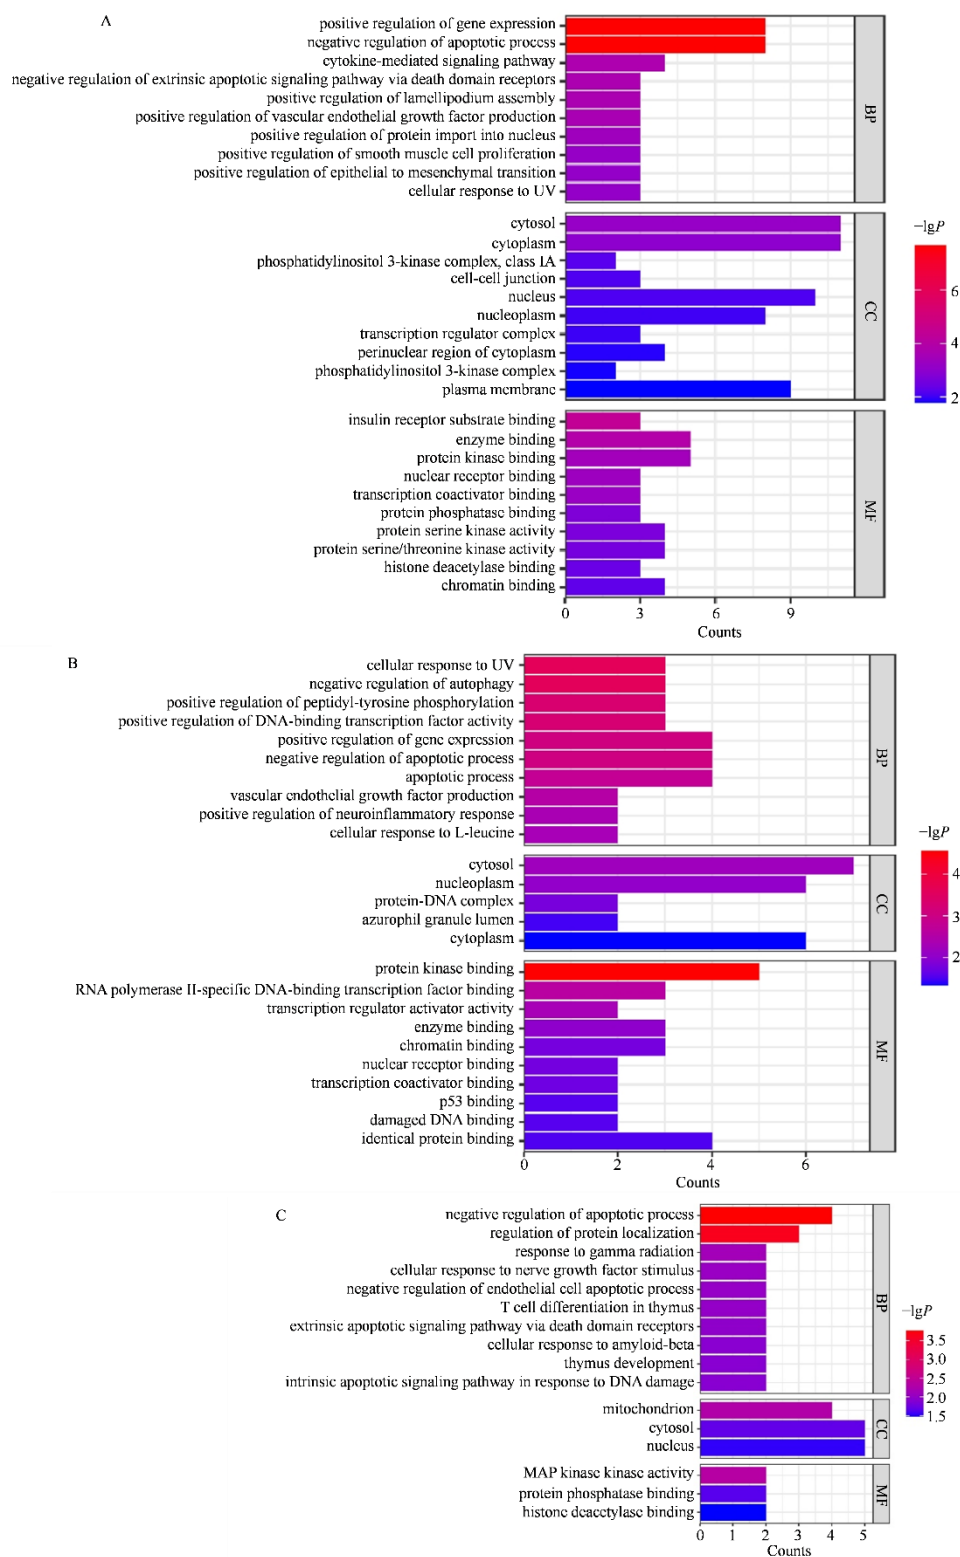 A
positive regulation of gene expression
negative regulation of apoptotic process
cytokine-mediated signaling pathway
negative regulation of extrinsic apoptotic signaling pathway via death domain receptors
positive regulation of lamellipodium assembly
positive regulation of vascular endothelial growth factor production
positive regulation of protein import into nucleus
positive regulation of smooth muscle cell proliferation
positive regulation of epithelial to mesenchymal transition
cellular response to UV
BP
cytosol
cytoplasm
phosphatidylinositol 3-kinase complex, class IA
cell-cell junction
nucleus
nucleoplasm
transcription regulator complex
perinuclear region of cytoplasm
phosphatidylinositol 3-kinase complex
plasma membrane
CC
insulin receptor substrate binding
enzyme binding
protein kinase binding
nuclear receptor binding
transcription coactivator binding
protein phosphatase binding
protein serine kinase activity
protein serine/threonine kinase activity
histone deacetylase binding
chromatin binding
MF
0 3 6 9
Counts
−lgP
6
4
2
B
cellular response to UV
negative regulation of autophagy
positive regulation of peptidyl-tyrosine phosphorylation
positive regulation of DNA-binding transcription factor activity
positive regulation of gene expression
negative regulation of apoptotic process
apoptotic process
vascular endothelial growth factor production
positive regulation of neuroinflammatory response
cellular response to L-leucine
BP
cytosol
nucleoplasm
protein-DNA complex
azurophil granule lumen
cytoplasm
CC
protein kinase binding
RNA polymerase II-specific DNA-binding transcription factor binding
transcription regulator activator activity
enzyme binding
chromatin binding
nuclear receptor binding
transcription coactivator binding
p53 binding
damaged DNA binding
identical protein binding
MF
0 2 4 6
Counts
−lgP
4
3
2
C
negative regulation of apoptotic process
regulation of protein localization
response to gamma radiation
cellular response to nerve growth factor stimulus
negative regulation of endothelial cell apoptotic process
T cell differentiation in thymus
extrinsic apoptotic signaling pathway via death domain receptors
cellular response to amyloid-beta
thymus development
intrinsic apoptotic signaling pathway in response to DNA damage
BP
mitochondrion
cytosol
nucleus
CC
MAP kinase kinase activity
protein phosphatase binding
histone deacetylase binding
MF
0 1 2 3 4 5
Counts
−lgP
3.5
3.0
2.5
2.0
1.5